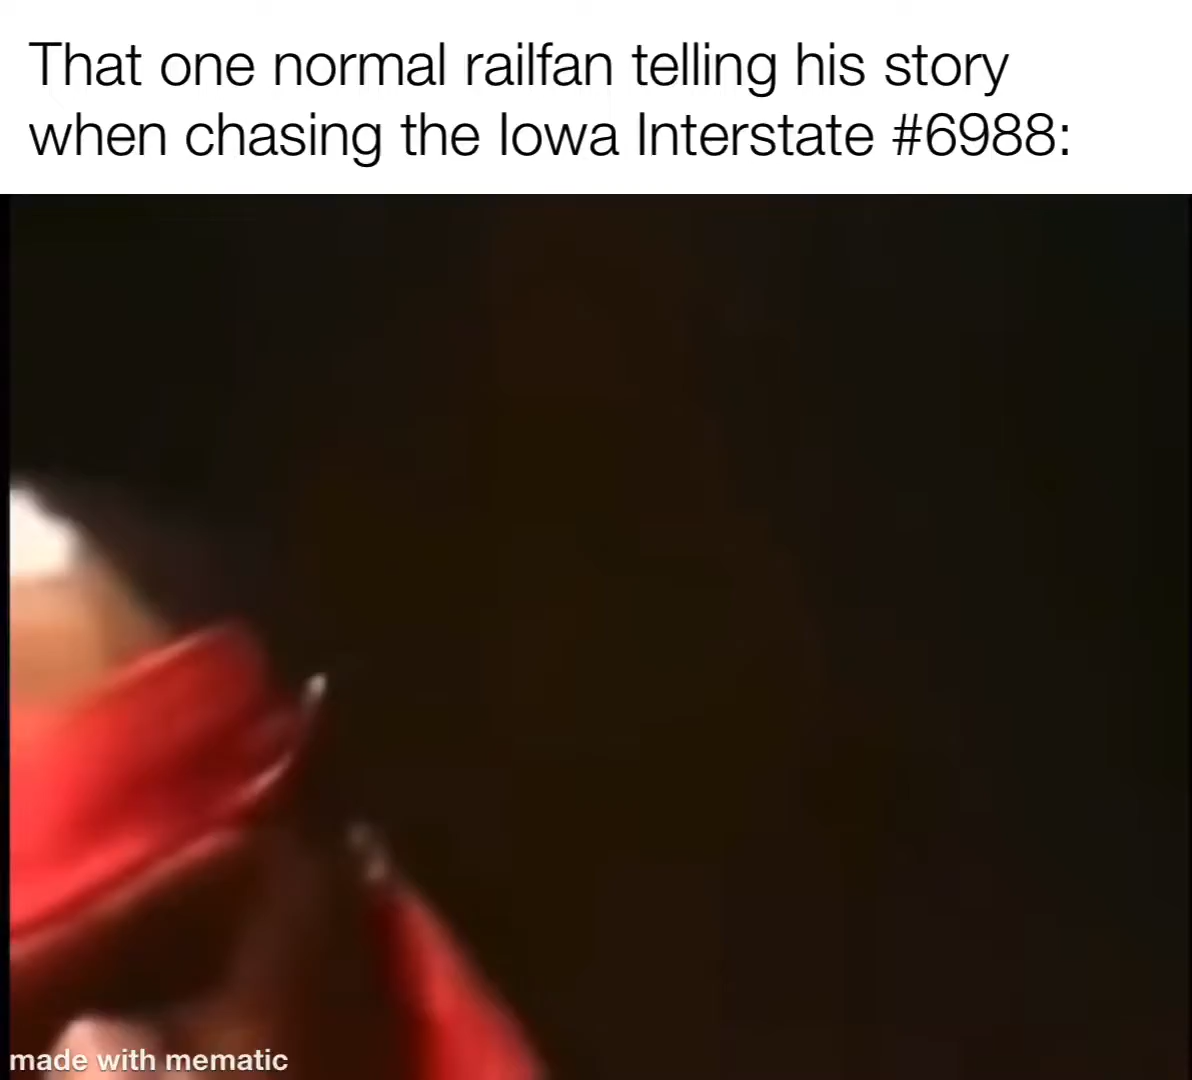 That one normal railfan telling his story
when chasing the Iowa Interstate #6988:
made with mematic